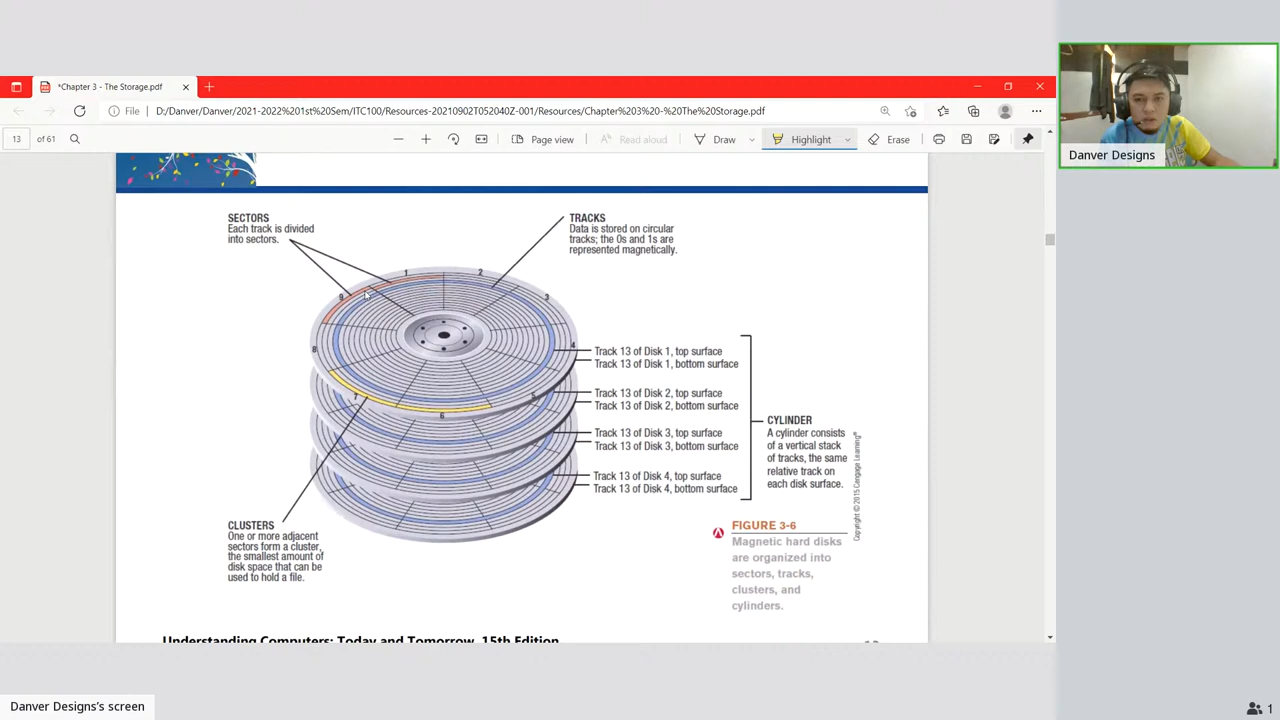 *Chapter 3 - The Storage.pdf
File
D:/Danver/Danver/2021-2022%201st%20Sem/ITC100/Resources-20210902T052040Z-001/Resources/Chapter%203%20-%20The%20Storage.pdf
13 of 61
Page view
Read aloud
Draw
Highlight
Erase
Danver Designs
SECTORS
Each track is divided
into sectors.
TRACKS
Data is stored on circular
tracks; the 0s and 1s are
represented magnetically.
1
2
3
4
5
6
7
8
9
Track 13 of Disk 1, top surface
Track 13 of Disk 1, bottom surface
Track 13 of Disk 2, top surface
Track 13 of Disk 2, bottom surface
Track 13 of Disk 3, top surface
Track 13 of Disk 3, bottom surface
Track 13 of Disk 4, top surface
Track 13 of Disk 4, bottom surface
CYLINDER
A cylinder consists
of a vertical stack
of tracks, the same
relative track on
each disk surface.
Copyright © 2015 Cengage Learning®
CLUSTERS
One or more adjacent
sectors form a cluster,
the smallest amount of
disk space that can be
used to hold a file.
FIGURE 3-6
Magnetic hard disks
are organized into
sectors, tracks,
clusters, and
cylinders.
Understanding Computers: Today and Tomorrow, 15th Edition
Danver Designs's screen
1